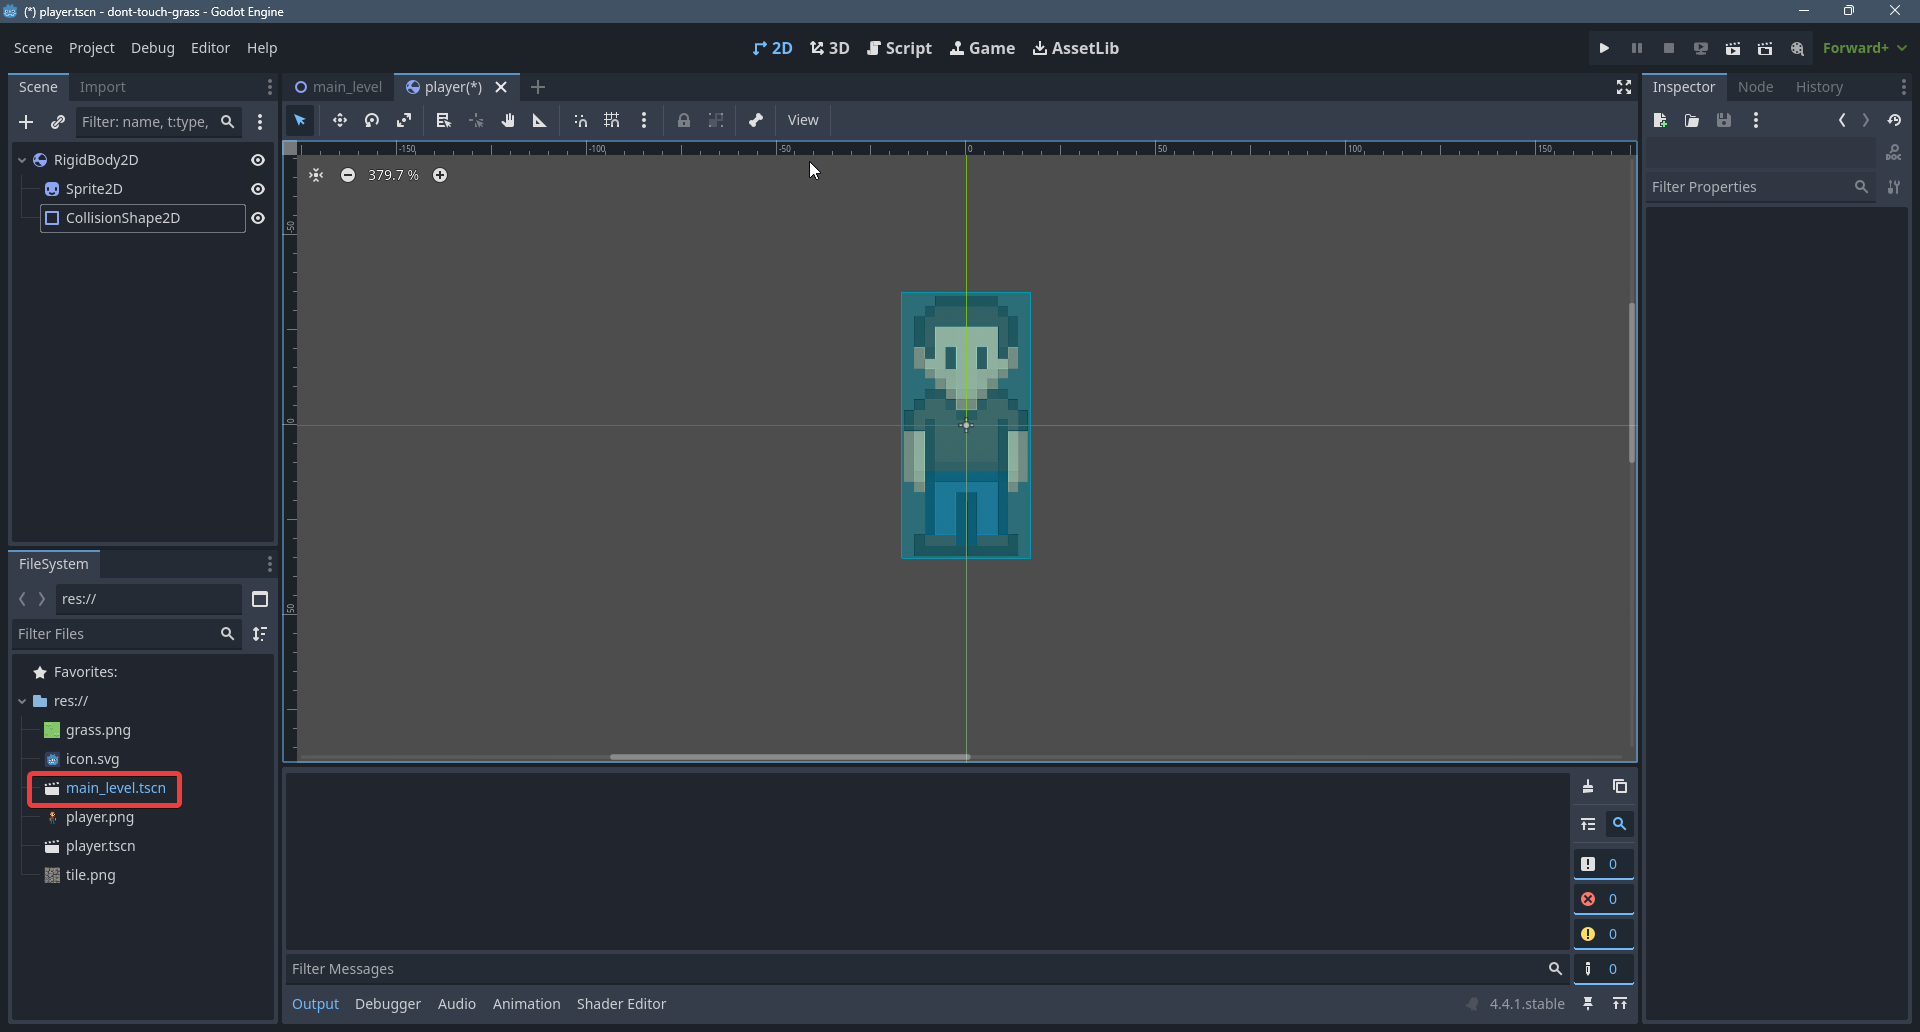 (*) player.tscn - dont-touch-grass - Godot Engine
Scene Project Debug Editor Help
2D 3D Script Game AssetLib
Forward+
Scene Import
main_level player(*)
Inspector Node History
Filter: name, t:type,
View
RigidBody2D
Sprite2D
CollisionShape2D
-150 -100 -50 0 50 100 150
379.7 %
-50
0
50
DOC
Filter Properties
FileSystem
res://
Filter Files
Favorites:
res://
grass.png
icon.svg
main_level.tscn
player.png
player.tscn
tile.png
0
0
0
0
Filter Messages
Output Debugger Audio Animation Shader Editor
4.4.1.stable